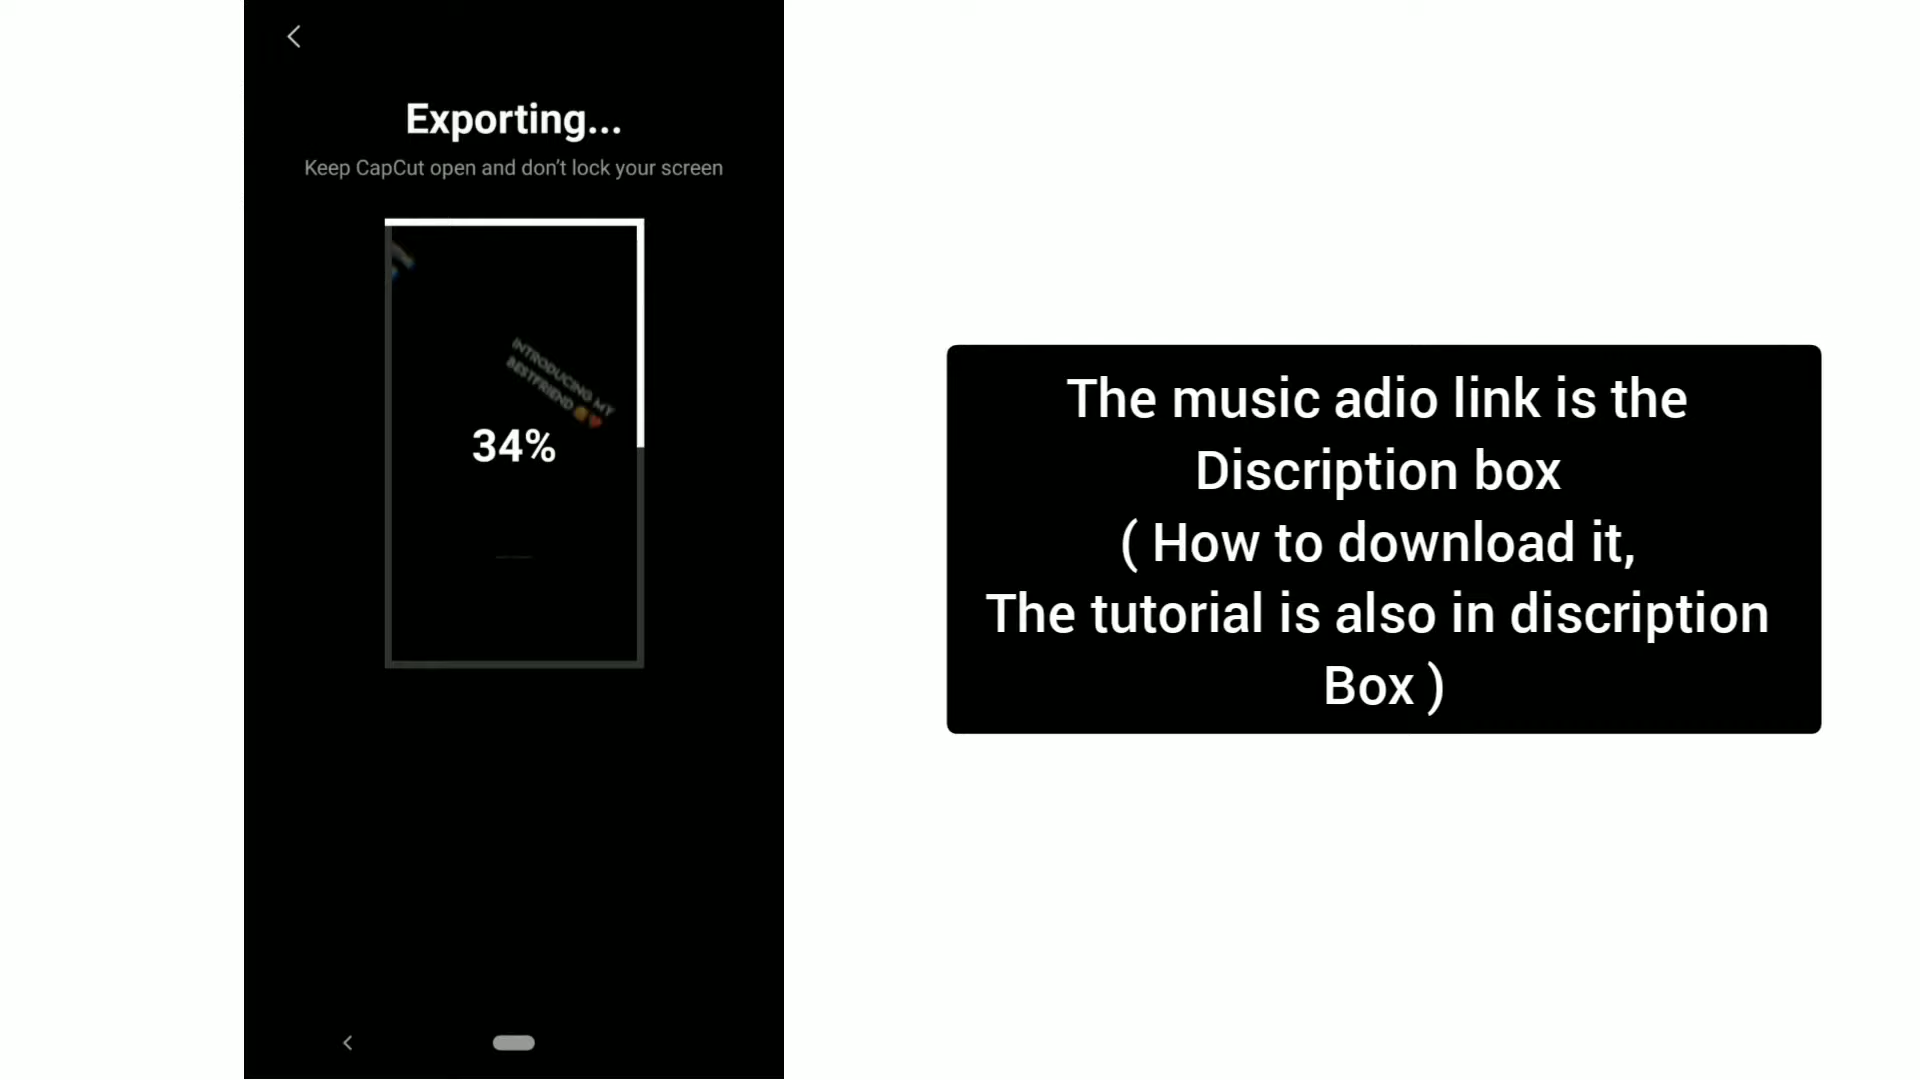 Exporting...
Keep CapCut open and don't lock your screen
INTRODUCING MY
BESTFRIEND 😊❤️
34%
The music adio link is the
Discription box
( How to download it,
The tutorial is also in discription
Box )